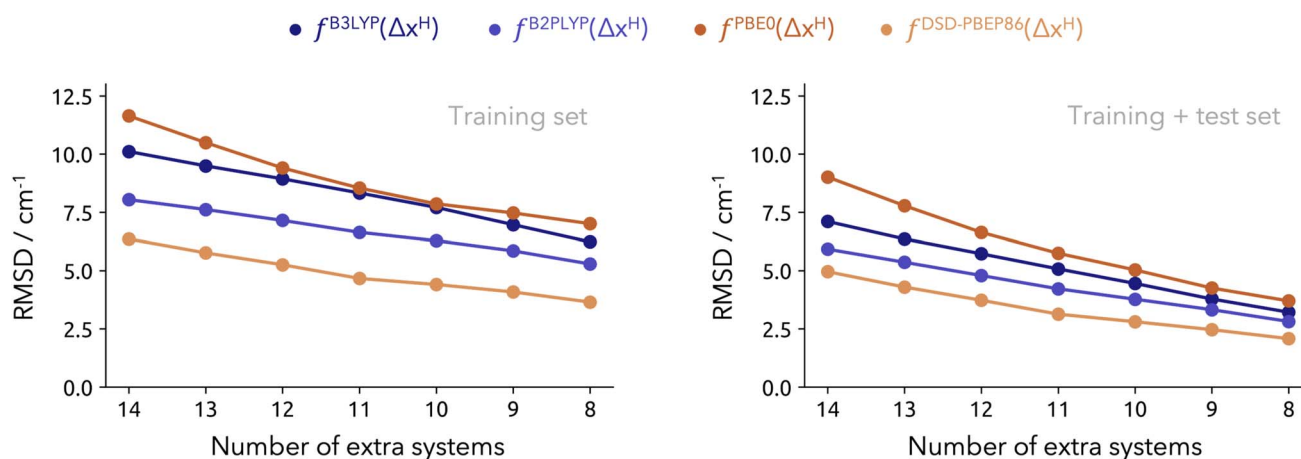 f^B3LYP(Δx^H) f^B2PLYP(Δx^H) f^PBE0(Δx^H) f^DSD-PBEP86(Δx^H)
Training set
12.5
10.0
7.5
5.0
2.5
0.0
RMSD / cm⁻¹
14 13 12 11 10 9 8
Number of extra systems
Training + test set
12.5
10.0
7.5
5.0
2.5
0.0
RMSD / cm⁻¹
14 13 12 11 10 9 8
Number of extra systems